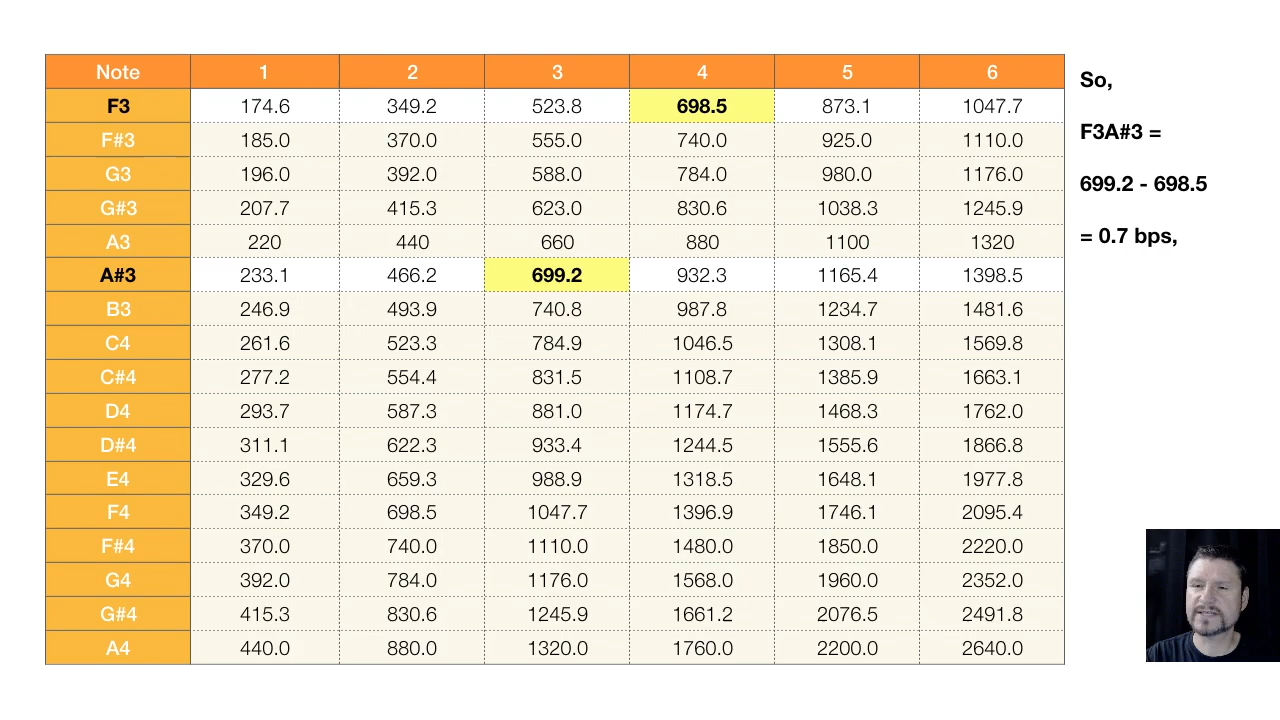 Note 1 2 3 4 5 6
F3 174.6 349.2 523.8 698.5 873.1 1047.7
F#3 185.0 370.0 555.0 740.0 925.0 1110.0
G3 196.0 392.0 588.0 784.0 980.0 1176.0
G#3 207.7 415.3 623.0 830.6 1038.3 1245.9
A3 220 440 660 880 1100 1320
A#3 233.1 466.2 699.2 932.3 1165.4 1398.5
B3 246.9 493.9 740.8 987.8 1234.7 1481.6
C4 261.6 523.3 784.9 1046.5 1308.1 1569.8
C#4 277.2 554.4 831.5 1108.7 1385.9 1663.1
D4 293.7 587.3 881.0 1174.7 1468.3 1762.0
D#4 311.1 622.3 933.4 1244.5 1555.6 1866.8
E4 329.6 659.3 988.9 1318.5 1648.1 1977.8
F4 349.2 698.5 1047.7 1396.9 1746.1 2095.4
F#4 370.0 740.0 1110.0 1480.0 1850.0 2220.0
G4 392.0 784.0 1176.0 1568.0 1960.0 2352.0
G#4 415.3 830.6 1245.9 1661.2 2076.5 2491.8
A4 440.0 880.0 1320.0 1760.0 2200.0 2640.0
So,
F3A#3 =
699.2 - 698.5
= 0.7 bps,